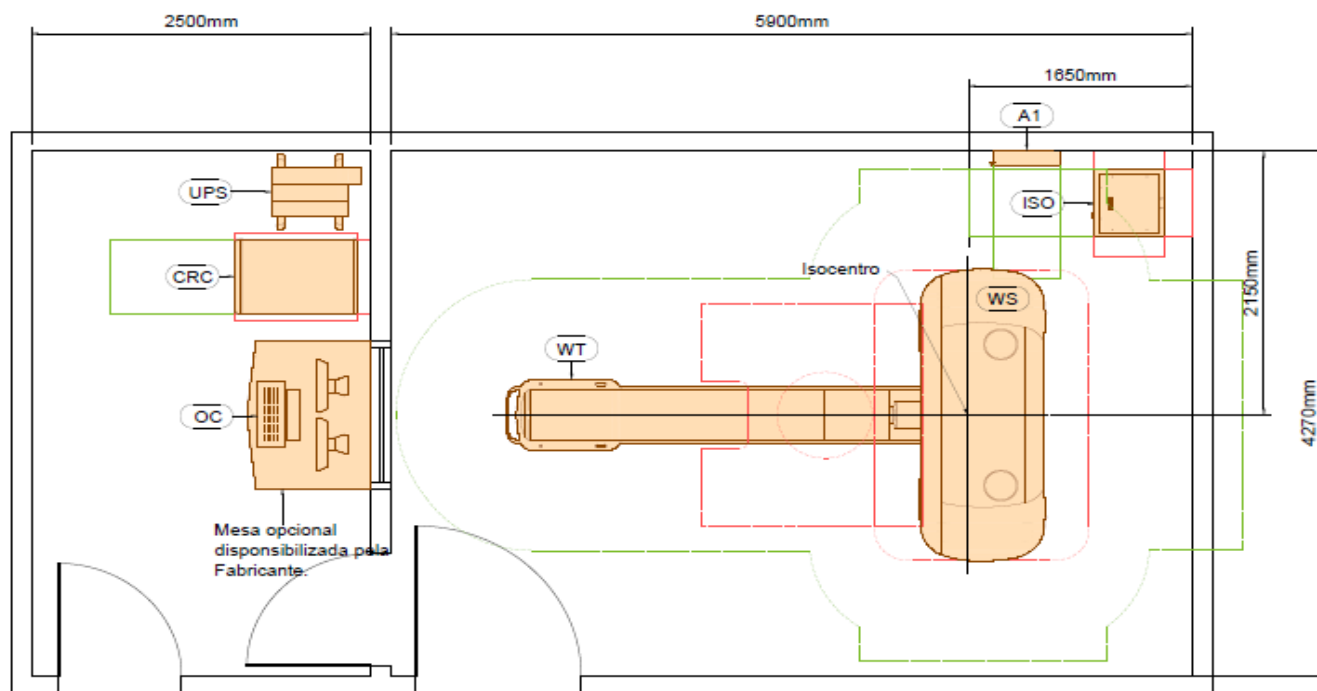 2500mm
5900mm
1650mm
A1
UPS
ISO
CRC
Isocentro
WS
2150mm
WT
OC
4270mm
Mesa opcional
disponsibilizada pela
Fabricante.